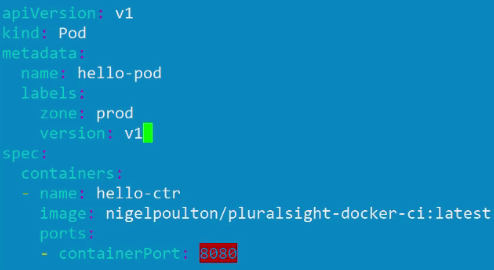 apiVersion: v1
kind: Pod
metadata:
  name: hello-pod
  labels:
    zone: prod
    version: v1
spec:
  containers:
  - name: hello-ctr
    image: nigelpoulton/pluralsight-docker-ci:latest
    ports:
    - containerPort: 8080